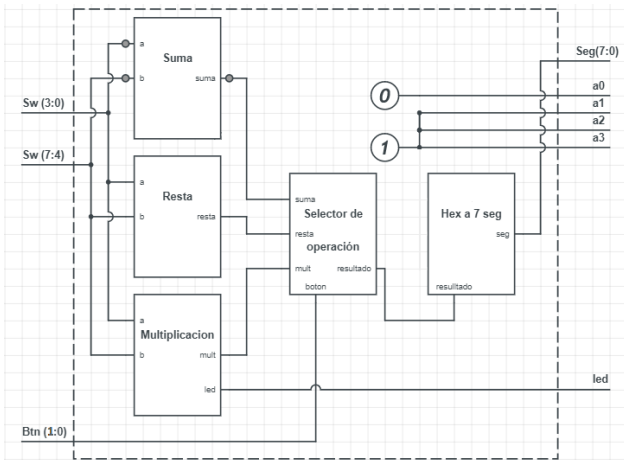 Suma
a
b
suma
Sw (3:0)
Sw (7:4)
Resta
a
b
resta
Multiplicacion
a
b
mult
led
Btn (1:0)
suma
Selector de
resta
operación
mult
resultado
boton
Hex a 7 seg
seg
resulltado
0
1
Seg(7:0)
a0
a1
a2
a3
led